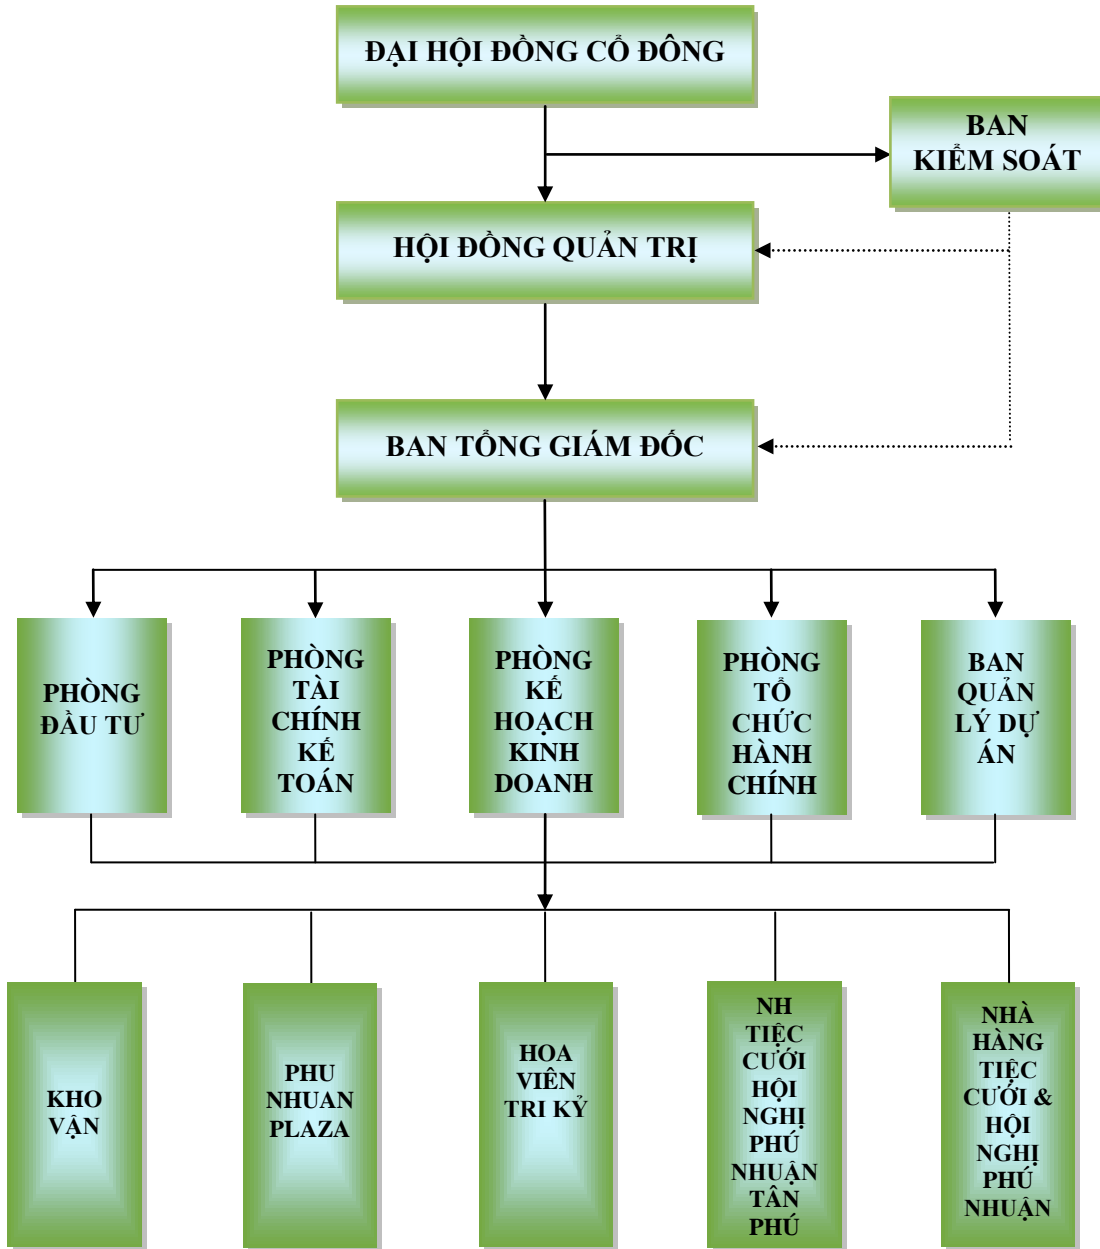 ĐẠI HỘI ĐỒNG CỔ ĐÔNG
BAN
KIỂM SOÁT
HỘI ĐỒNG QUẢN TRỊ
BAN TỔNG GIÁM ĐỐC
PHÒNG
ĐẦU TƯ
PHÒNG
TÀI
CHÍNH
KẾ
TOÁN
PHÒNG
KẾ
HOẠCH
KINH
DOANH
PHÒNG
TỔ
CHỨC
HÀNH
CHÍNH
BAN
QUẢN
LÝ DỰ
ÁN
KHO
VẬN
PHU
NHUAN
PLAZA
HOA
VIÊN
TRI KỶ
NH
TIỆC
CƯỚI
HỘI
NGHỊ
PHÚ
NHUẬN
TÂN
PHÚ
NHÀ
HÀNG
TIỆC
CƯỚI &
HỘI
NGHỊ
PHÚ
NHUẬN